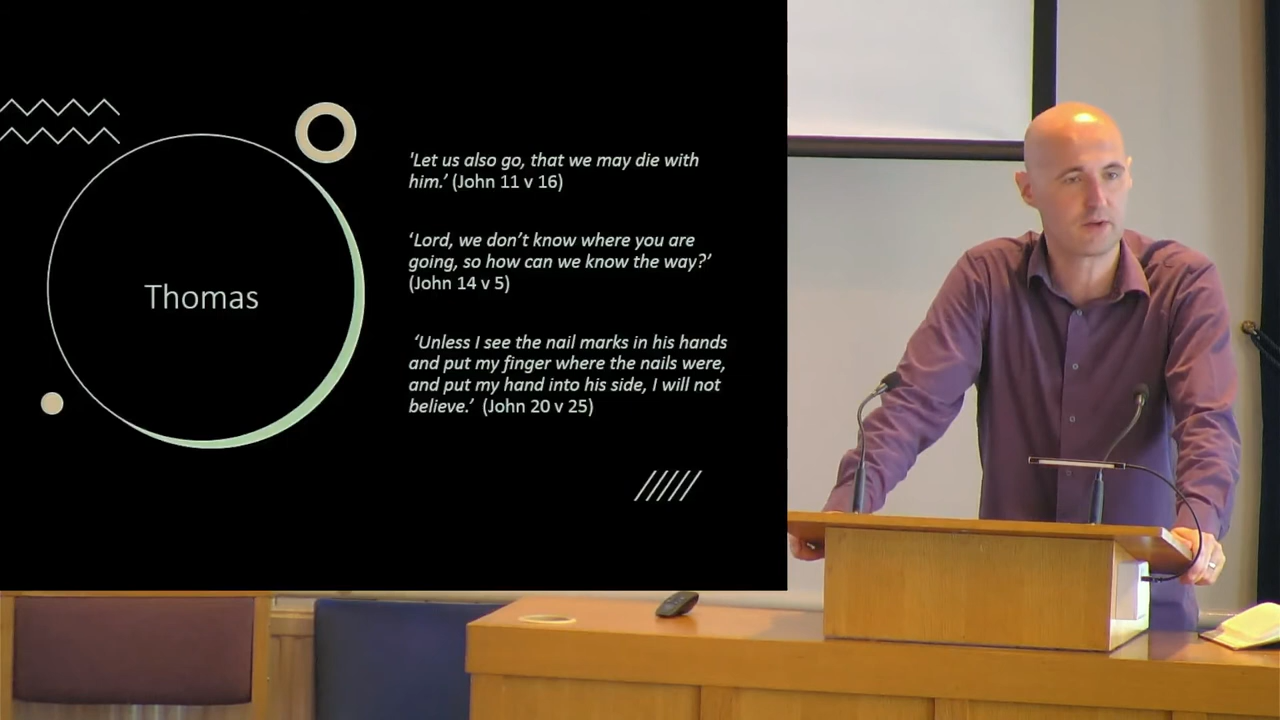 Thomas
'Let us also go, that we may die with
him.' (John 11 v 16)
‘Lord, we don’t know where you are
going, so how can we know the way?’
(John 14 v 5)
‘Unless I see the nail marks in his hands
and put my finger where the nails were,
and put my hand into his side, I will not
believe.’ (John 20 v 25)